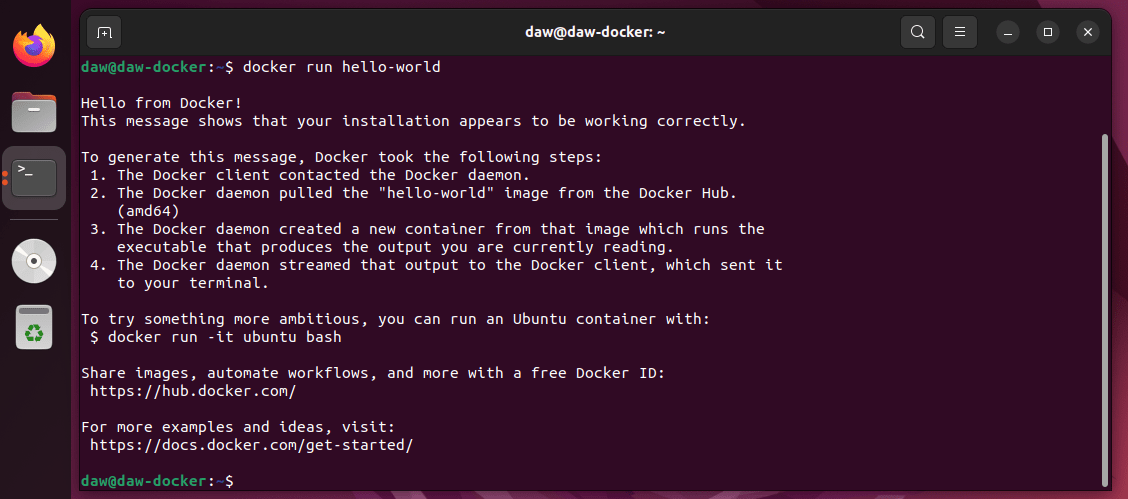 daw@daw-docker: ~
daw@daw-docker:~$ docker run hello-world
Hello from Docker!
This message shows that your installation appears to be working correctly.
To generate this message, Docker took the following steps:
1. The Docker client contacted the Docker daemon.
2. The Docker daemon pulled the "hello-world" image from the Docker Hub.
(amd64)
3. The Docker daemon created a new container from that image which runs the
executable that produces the output you are currently reading.
4. The Docker daemon streamed that output to the Docker client, which sent it
to your terminal.
To try something more ambitious, you can run an Ubuntu container with:
$ docker run -it ubuntu bash
Share images, automate workflows, and more with a free Docker ID:
https://hub.docker.com/
For more examples and ideas, visit:
https://docs.docker.com/get-started/
daw@daw-docker:~$